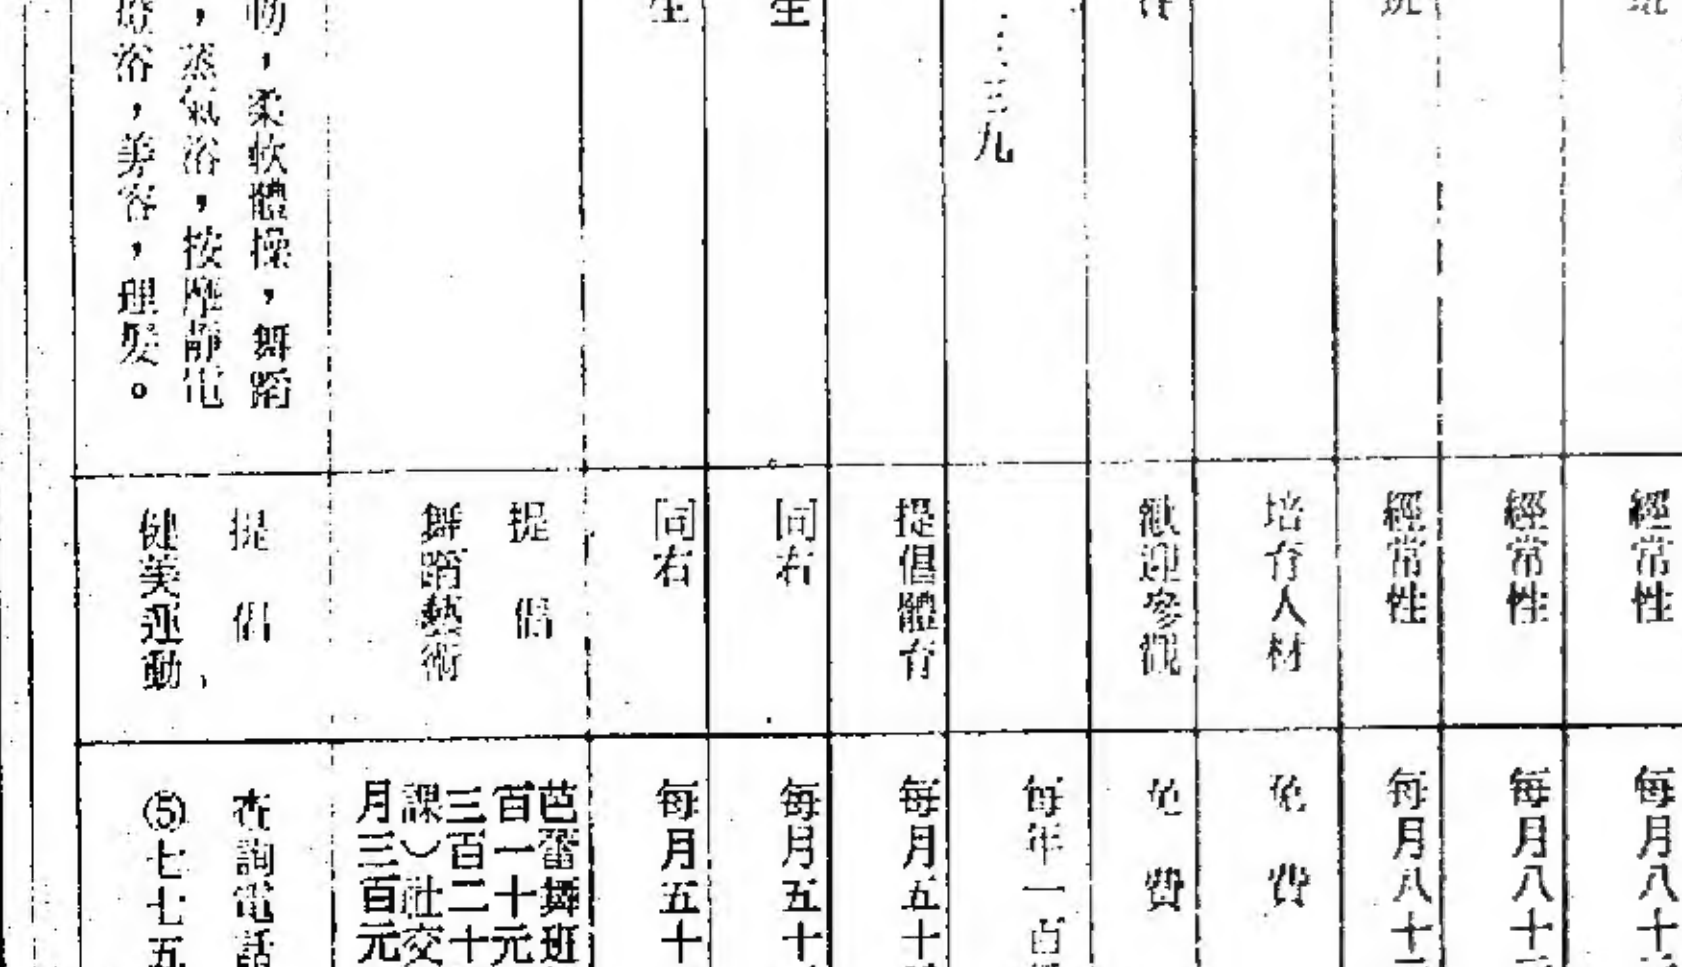 經常性
每月八十
經常性
每月八十
經常性
每月八十
培育人材
免費
歡迎參觀
免費
三九
每年一百
提倡體育
每月五十
同右
每月五十
同右
每月五十
提倡
舞蹈藝術
芭蕾舞班
百一十元
三百二十
課）社交
月三百元
，柔軟體操，舞蹈
，蒸氣浴，按摩靜電
浴，美容，理髮。
提倡
健美運動
查詢電話
⑤七七五